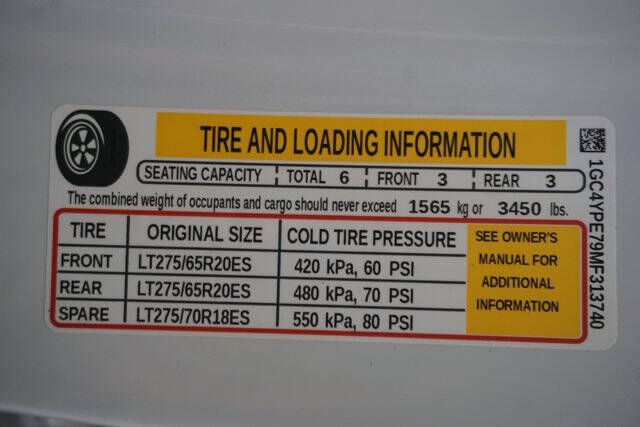 TIRE AND LOADING INFORMATION
SEATING CAPACITY TOTAL 6 FRONT 3 REAR 3
The combined weight of occupants and cargo should never exceed 1565 kg or 3450 lbs.
TIRE ORIGINAL SIZE COLD TIRE PRESSURE
FRONT LT275/65R20ES 420 kPa, 60 PSI
REAR LT275/65R20ES 480 kPa, 70 PSI
SPARE LT275/70R18ES 550 kPa, 80 PSI
SEE OWNER'S
MANUAL FOR
ADDITIONAL
INFORMATION
1GC4YPE79MF313740